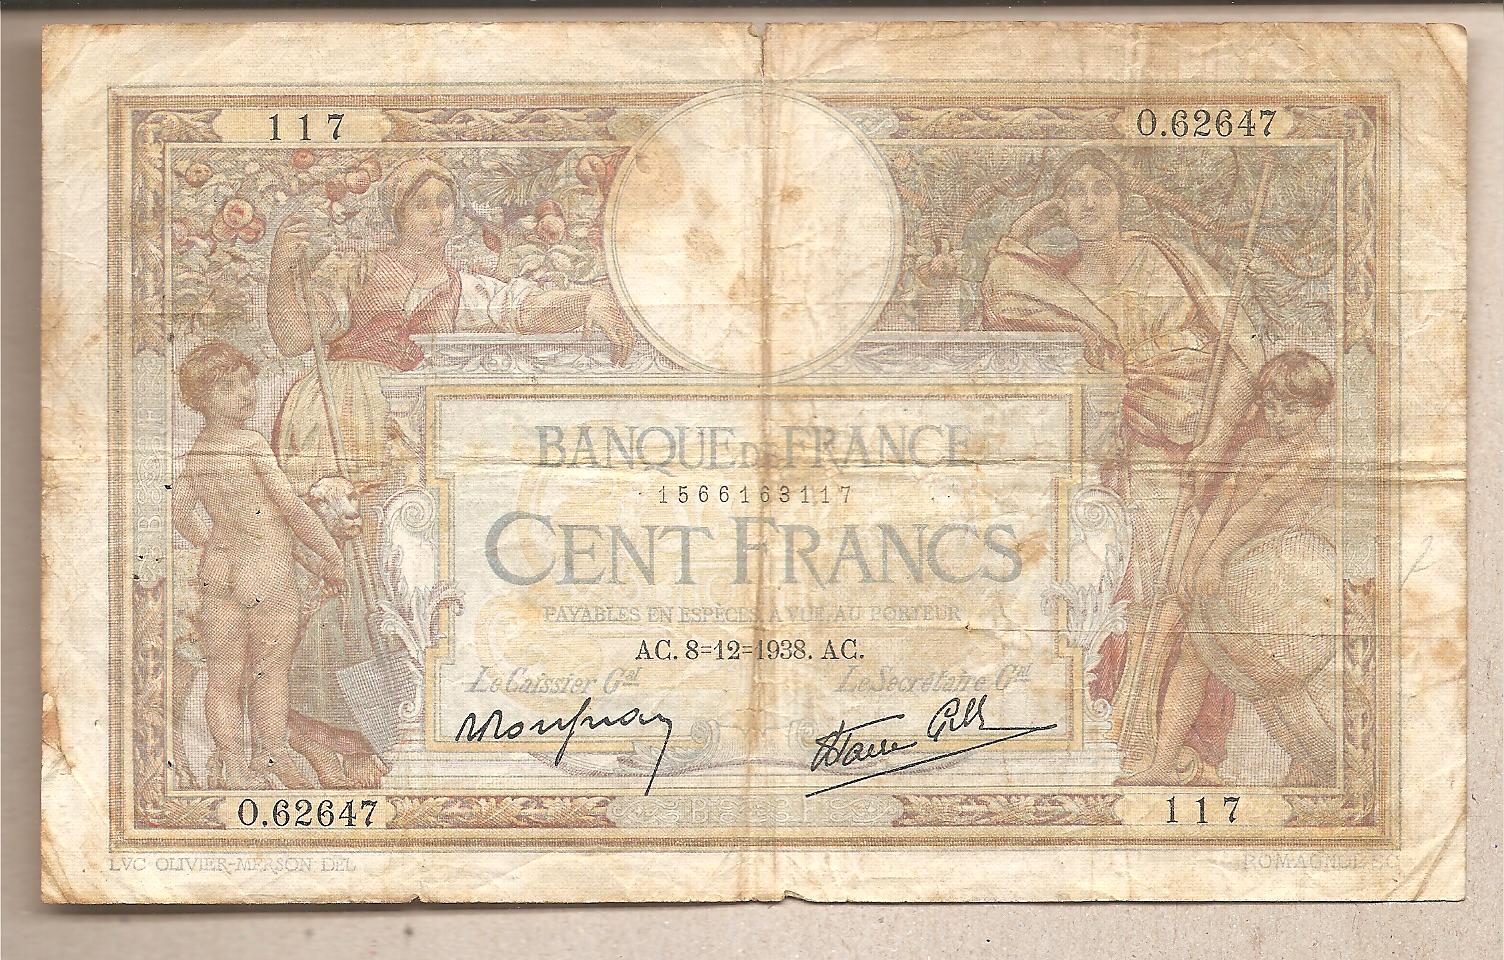 117
O.62647
BANQUE DE FRANCE
1566163117
CENT FRANCS
PAYABLES EN ESPÈCES, A VUE, AU PORTEUR
AC. 8=12=1938. AC.
Le Caissier Gal
Le Secrétaire Gal
O.62647
117
LVC OLIVIER-MERSON DEL
ROMAGNOL SC